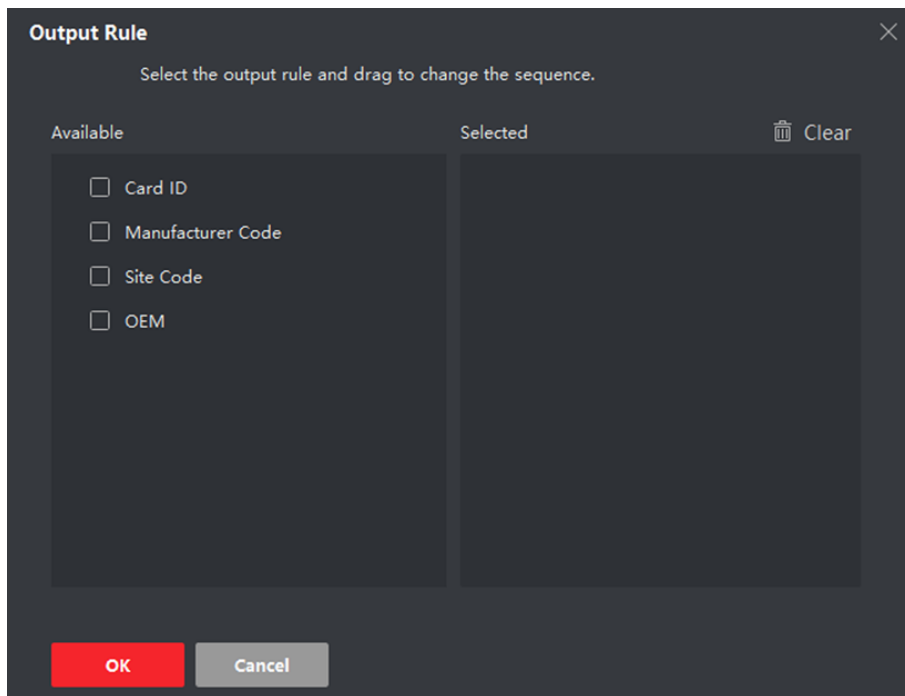 Output Rule
Select the output rule and drag to change the sequence.
Available
Selected
Clear
Card ID
Manufacturer Code
Site Code
OEM
OK
Cancel